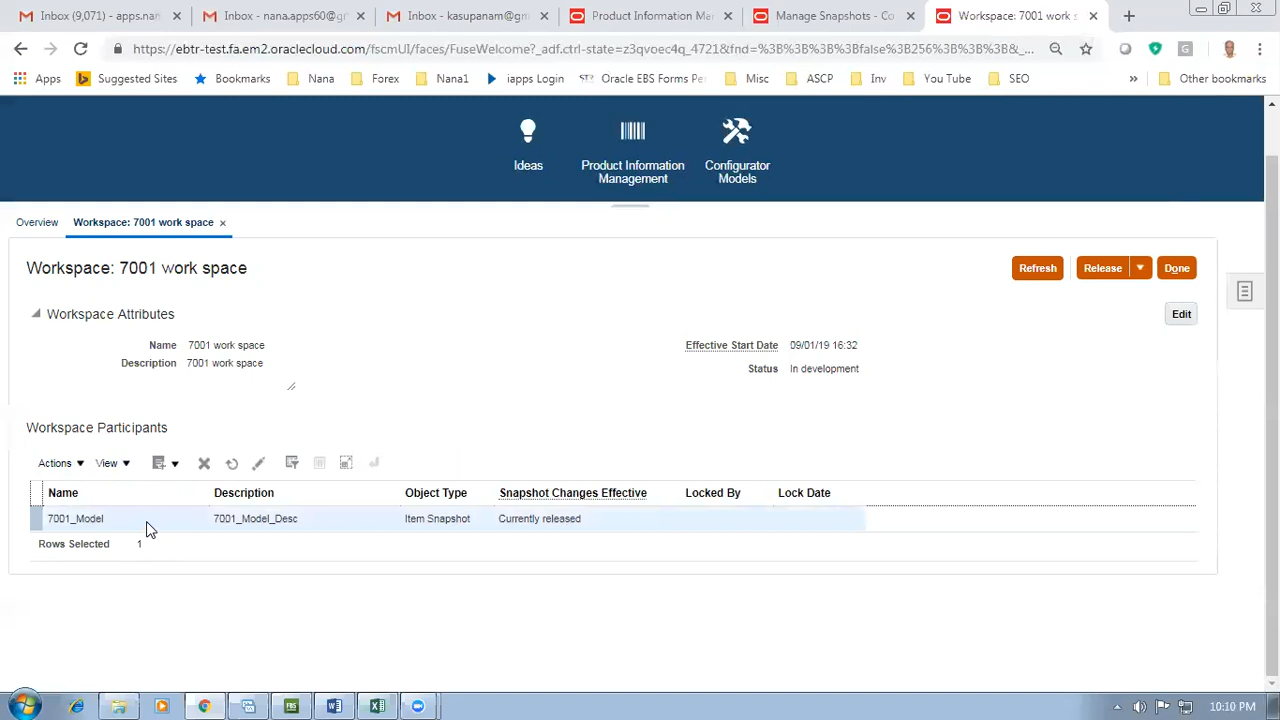 Inbox (9,071) - apps.nan
Inbox - nana.apps60@gm
Inbox - kasupanam@gm
Product Information Ma
Manage Snapshots - Co
Workspace: 7001 work s
https://ebtr-test.fa.em2.oraclecloud.com/fscmUI/faces/FuseWelcome?_adf.ctrl-state=z3qvoec4q_4721&fnd=%3B%3B%3B%3Bfalse%3B256%3B%3B%3B&_...
Apps
Suggested Sites
Bookmarks
Nana
Forex
Nana1
iapps Login
Oracle EBS Forms Pe
Misc
ASCP
Inv
You Tube
SEO
»
Other bookmarks
Ideas
Product Information
Management
Configurator
Models
Overview
Workspace: 7001 work space
Workspace: 7001 work space
Refresh
Release
Done
Workspace Attributes
Edit
Name 7001 work space
Effective Start Date 09/01/19 16:32
Description 7001 work space
Status In development
Workspace Participants
Actions
View
Name Description Object Type Snapshot Changes Effective Locked By Lock Date
7001_Model 7001_Model_Desc Item Snapshot Currently released
Rows Selected 1
10:10 PM